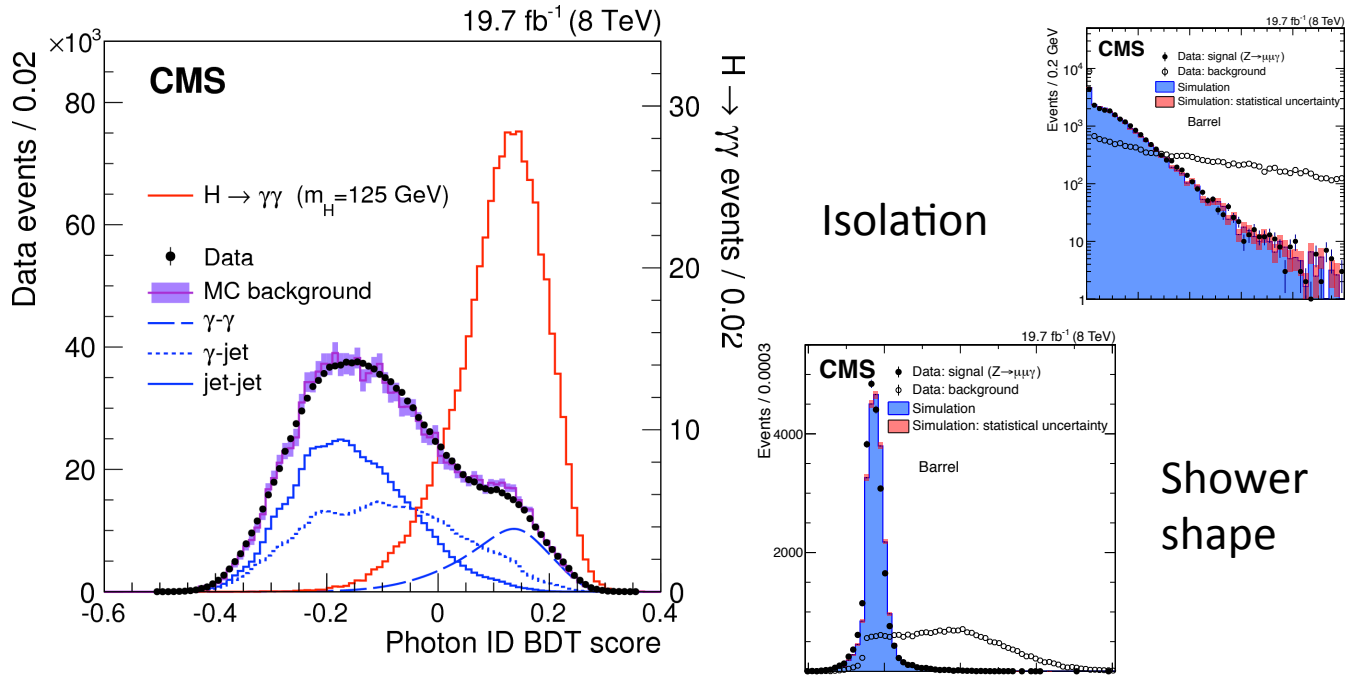 19.7 fb⁻¹ (8 TeV)
×10³
CMS
Data events / 0.02
H → γγ events / 0.02
100
80
60
40
20
0
30
20
10
0
H → γγ (m_H=125 GeV)
Data
MC background
γ-γ
γ-jet
jet-jet
-0.6
-0.4
-0.2
0
0.2
0.4
Photon ID BDT score
Isolation
19.7 fb⁻¹ (8 TeV)
CMS
Events / 0.2 GeV
10⁴
10³
10²
10
1
Data: signal (Z→μμγ)
Data: background
Simulation
Simulation: statistical uncertainty
Barrel
19.7 fb⁻¹ (8 TeV)
CMS
Events / 0.0003
4000
2000
0
Data: signal (Z→μμγ)
Data: background
Simulation
Simulation: statistical uncertainty
Barrel
Shower
shape